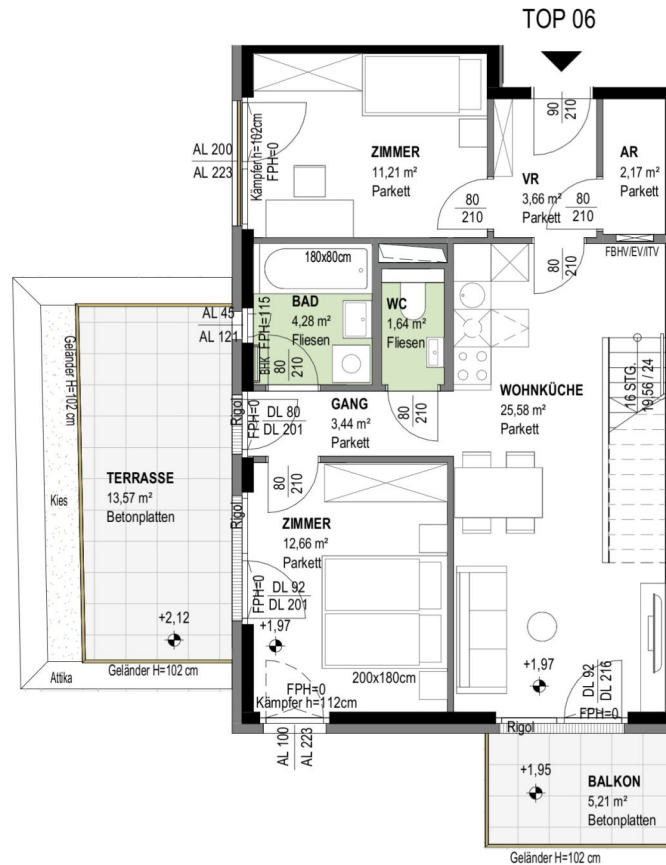 TOP 06
90
210
AL 200
AL 223
Kämpfer h=102cm
FPH=0
ZIMMER
11,21 m²
Parkett
80
210
VR
3,66 m²
Parkett
80
210
AR
2,17 m²
Parkett
FBHV/EV/ITV
80
210
180x80cm
BAD
4,28 m²
Fliesen
WC
1,64 m²
Fliesen
AL 45
AL 121
FPH=115
BHK
80
210
Geländer H=102 cm
GANG
3,44 m²
Parkett
DL 80
DL 201
FPH=0
Rigol
80
210
WOHNKÜCHE
25,58 m²
Parkett
16 STG.
19,56 / 24
TERRASSE
13,57 m²
Betonplatten
Kies
80
210
ZIMMER
12,66 m²
Parkett
Rigol
FPH=0
DL 92
DL 201
+2,12
+1,97
200x180cm
Geländer H=102 cm
Attika
FPH=0
Kämpfer h=112cm
AL 100
AL 223
+1,97
DL 92
DL 216
FPH=0
Rigol
+1,95
BALKON
5,21 m²
Betonplatten
Geländer H=102 cm